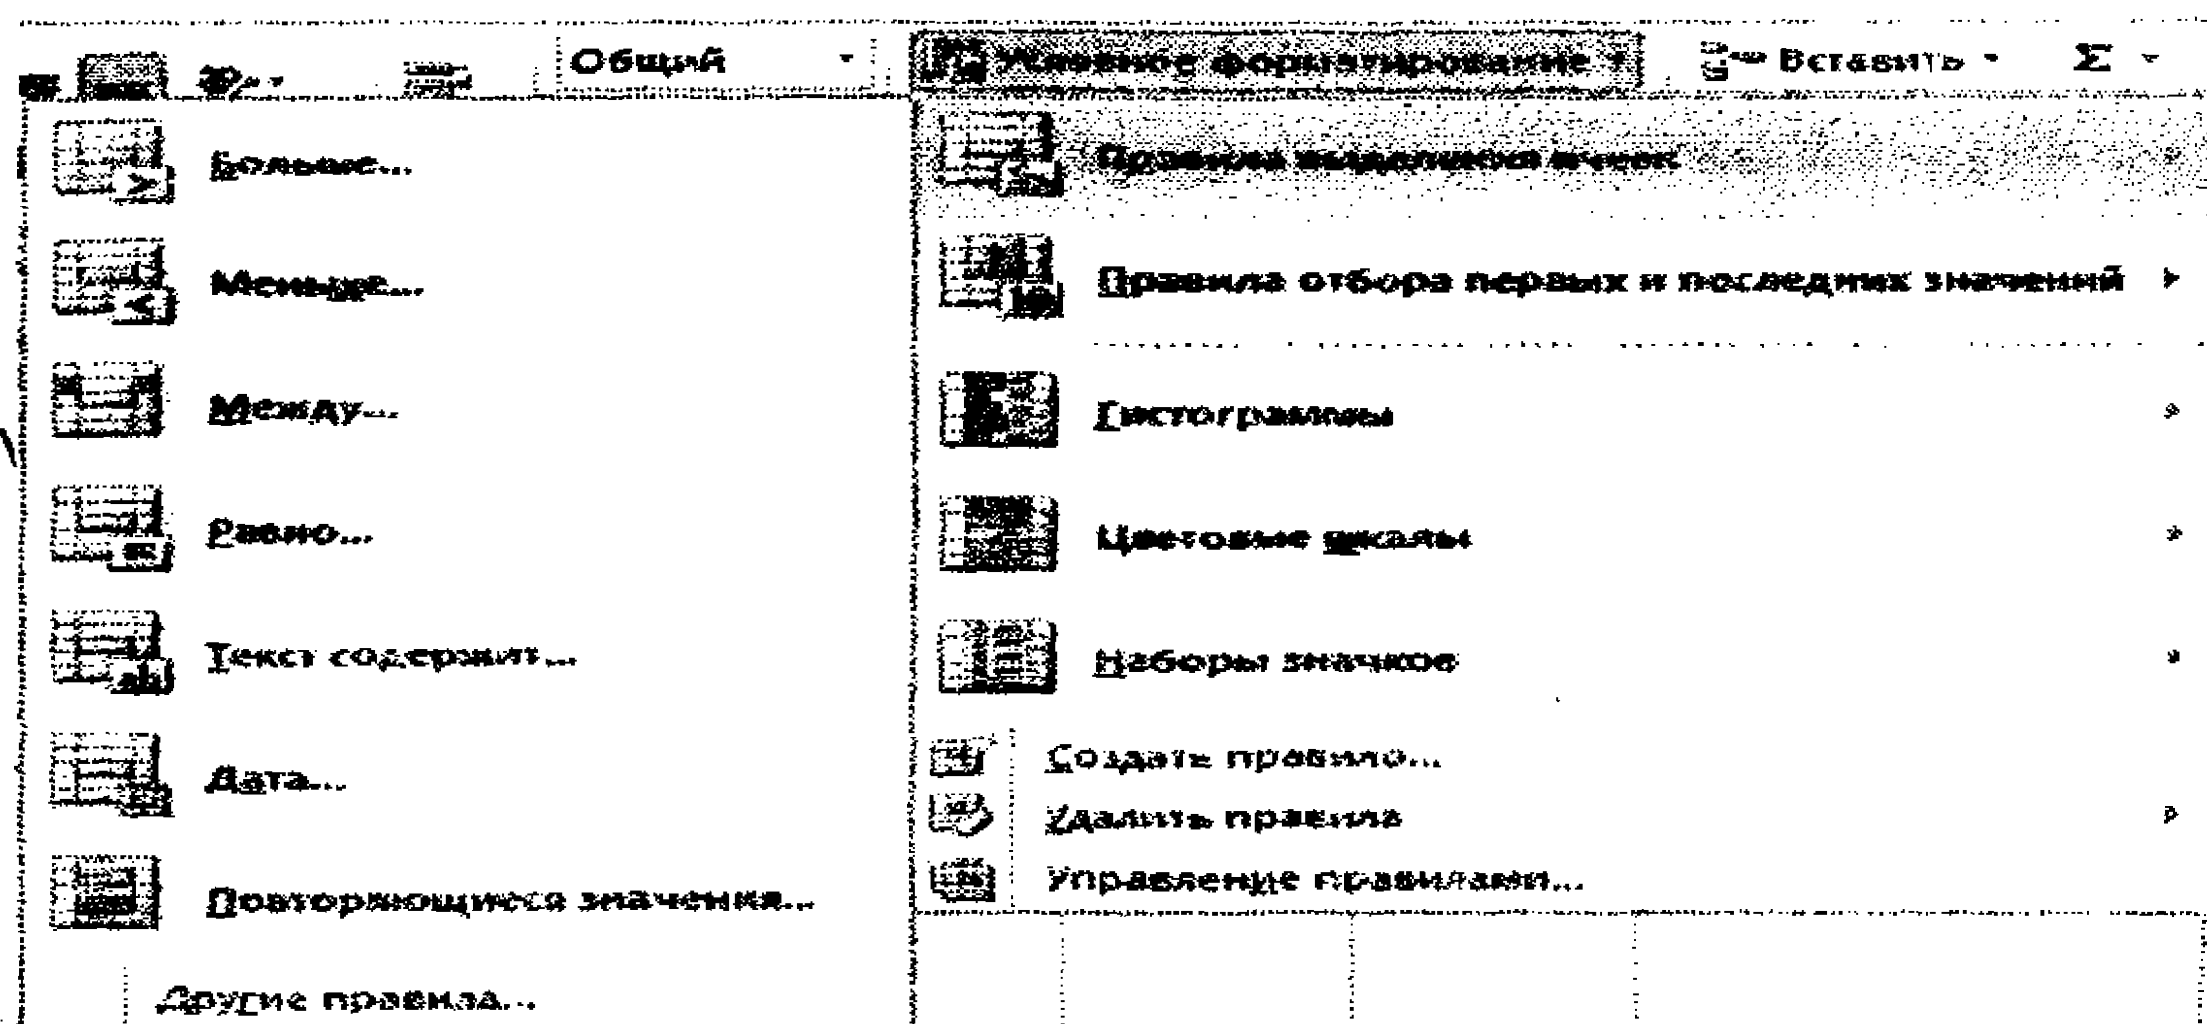 Общий
Условное форматирование
Вставить
Σ
Больше...
Меньше...
Между...
Равно...
Текст содержит...
Дата...
Повторяющиеся значения...
Другие правила...
Правила выделения ячеек
Правила отбора первых и последних значений
Гистограммы
Цветовые шкалы
Наборы значков
Создать правило...
Удалить правила
Управление правилами...